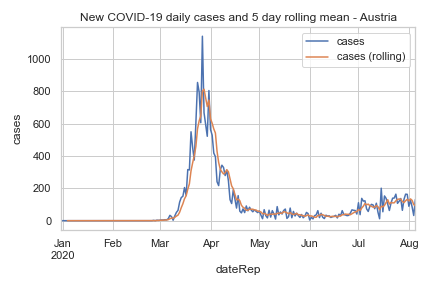 New COVID-19 daily cases and 5 day rolling mean - Austria
cases
cases (rolling)
cases
1000
800
600
400
200
0
Jan Feb Mar Apr May Jun Jul Aug
2020
dateRep